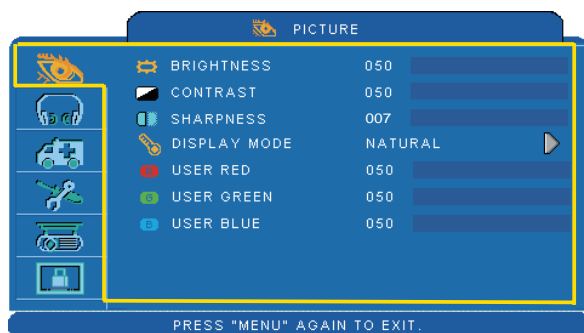 PICTURE
BRIGHTNESS 050
CONTRAST 050
SHARPNESS 007
DISPLAY MODE NATURAL
R USER RED 050
G USER GREEN 050
B USER BLUE 050
PRESS "MENU" AGAIN TO EXIT.